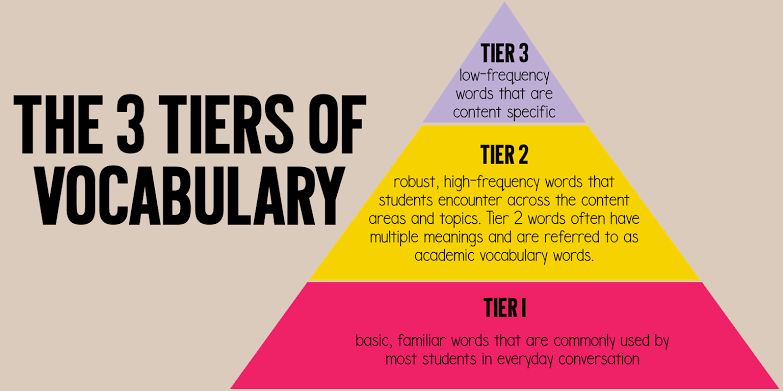 THE 3 TIERS OF
VOCABULARY
TIER 3
low-frequency
words that are
content specific
TIER 2
robust, high-frequency words that
students encounter across the content
areas and topics. Tier 2 words often have
multiple meanings and are referred to as
academic vocabulary words.
TIER 1
basic, familiar words that are commonly used by
most students in everyday conversation